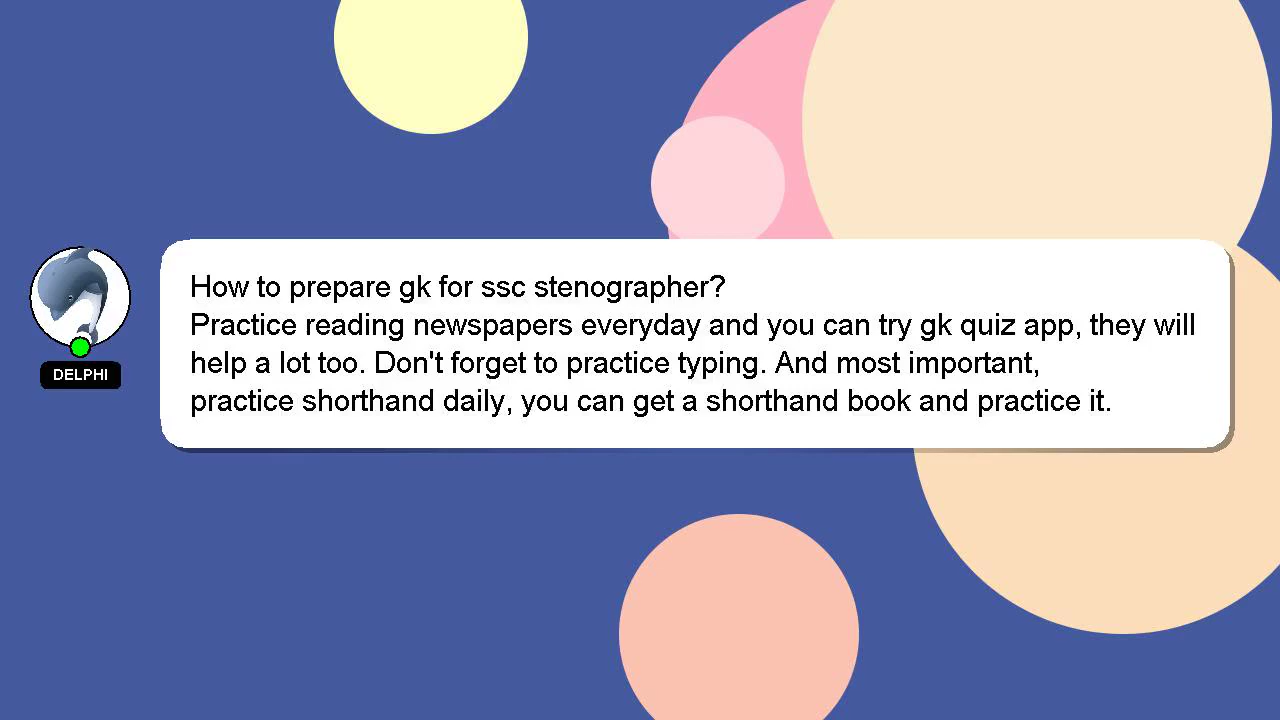 How to prepare gk for ssc stenographer?
Practice reading newspapers everyday and you can try gk quiz app, they will
help a lot too. Don't forget to practice typing. And most important,
practice shorthand daily, you can get a shorthand book and practice it.
DELPHI